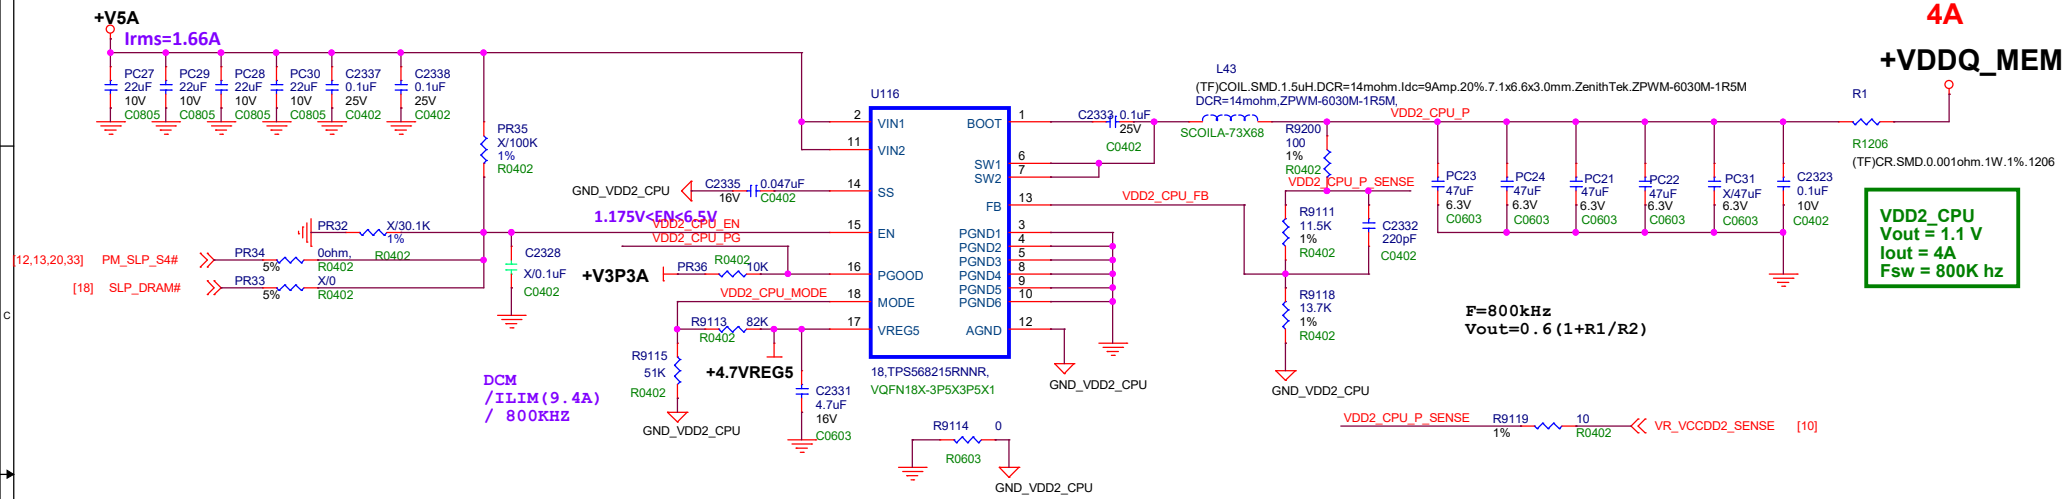 +V5A
Irms=1.66A
PC27
22uF
10V
C0805
PC29
22uF
10V
C0805
PC28
22uF
10V
C0805
PC30
22uF
10V
C0805
C2337
0.1uF
25V
C0402
C2338
0.1uF
25V
C0402
PR35
X/100K
1%
R0402
GND_VDD2_CPU
C2335
0.047uF
16V
C0402
1.175V<EN<6.5V
VDD2_CPU_EN
VDD2_CPU_PG
PR32
X/30.1K
1%
R0402
[12,13,20,33]
PM_SLP_S4#
PR34
0ohm,
5%
R0402
[18]
SLP_DRAM#
PR33
X/0
5%
R0402
C2328
X/0.1uF
C0402
+V3P3A
PR36
R0402
10K
VDD2_CPU_MODE
R9113
82K
R0402
R9115
51K
R0402
+4.7VREG5
GND_VDD2_CPU
C2331
4.7uF
16V
C0603
DCM
/ILIM(9.4A)
/ 800KHZ
U116
2
VIN1
11
VIN2
14
SS
15
EN
16
PGOOD
18
MODE
17
VREG5
BOOT
1
SW1
6
SW2
7
FB
13
PGND1
3
PGND2
4
PGND3
5
PGND4
8
PGND5
9
PGND6
10
AGND
12
18,TPS568215RNNR,
VQFN18X-3P5X3P5X1
R9114
0
R0603
GND_VDD2_CPU
GND_VDD2_CPU
C2333
0.1uF
25V
C0402
L43
(TF)COIL.SMD.1.5uH.DCR=14mohm.Idc=9Amp.20%.7.1x6.6x3.0mm.ZenithTek.ZPWM-6030M-1R5M
DCR=14mohm,ZPWM-6030M-1R5M,
SCOILA-73X68
VDD2_CPU_P
VDD2_CPU_FB
R9200
100
1%
R0402
VDD2_CPU_P_SENSE
R9111
11.5K
1%
R0402
C2332
220pF
C0402
R9118
13.7K
1%
R0402
GND_VDD2_CPU
PC23
47uF
6.3V
C0603
PC24
47uF
6.3V
C0603
PC21
47uF
6.3V
C0603
PC22
47uF
6.3V
C0603
PC31
X/47uF
6.3V
C0603
C2323
0.1uF
10V
C0402
4A
+VDDQ_MEM
R1
R1206
(TF)CR.SMD.0.001ohm.1W.1%.1206
VDD2_CPU
Vout = 1.1 V
Iout = 4A
Fsw = 800K hz
F=800kHz
Vout=0.6(1+R1/R2)
VDD2_CPU_P_SENSE
R9119
10
1%
R0402
VR_VCCDD2_SENSE
[10]
C